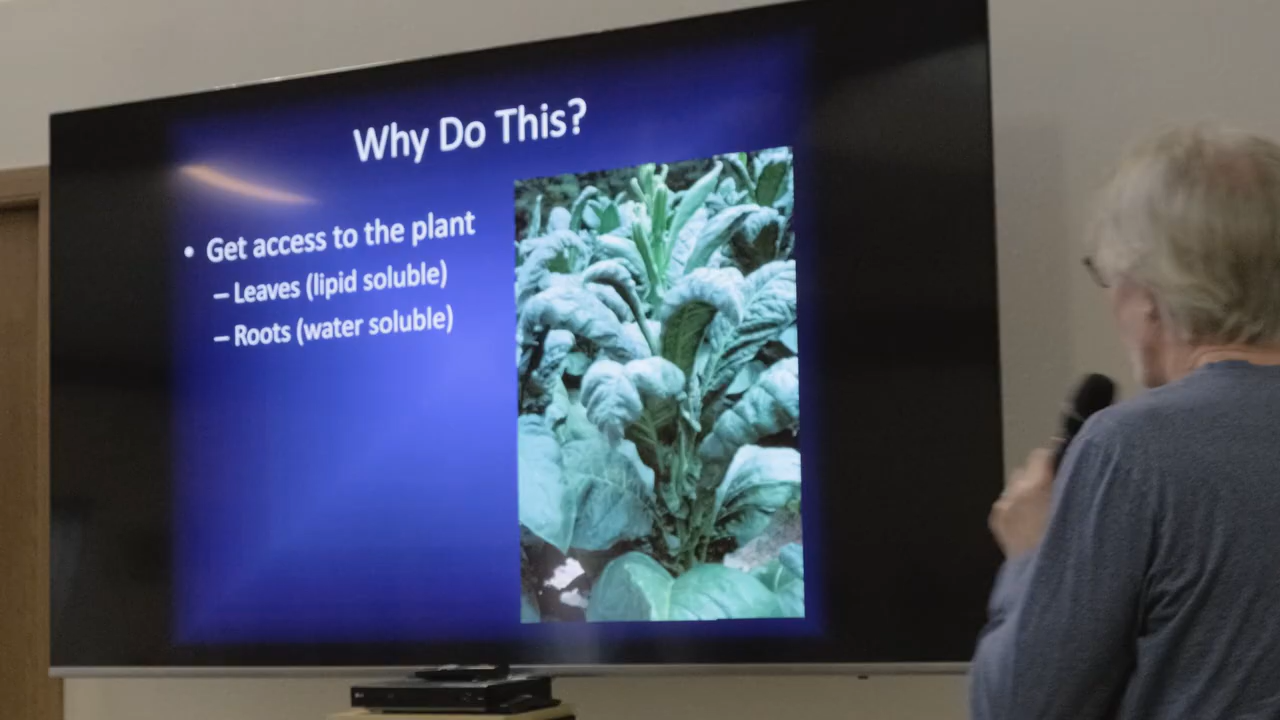 Why Do This?
• Get access to the plant
– Leaves (lipid soluble)
– Roots (water soluble)